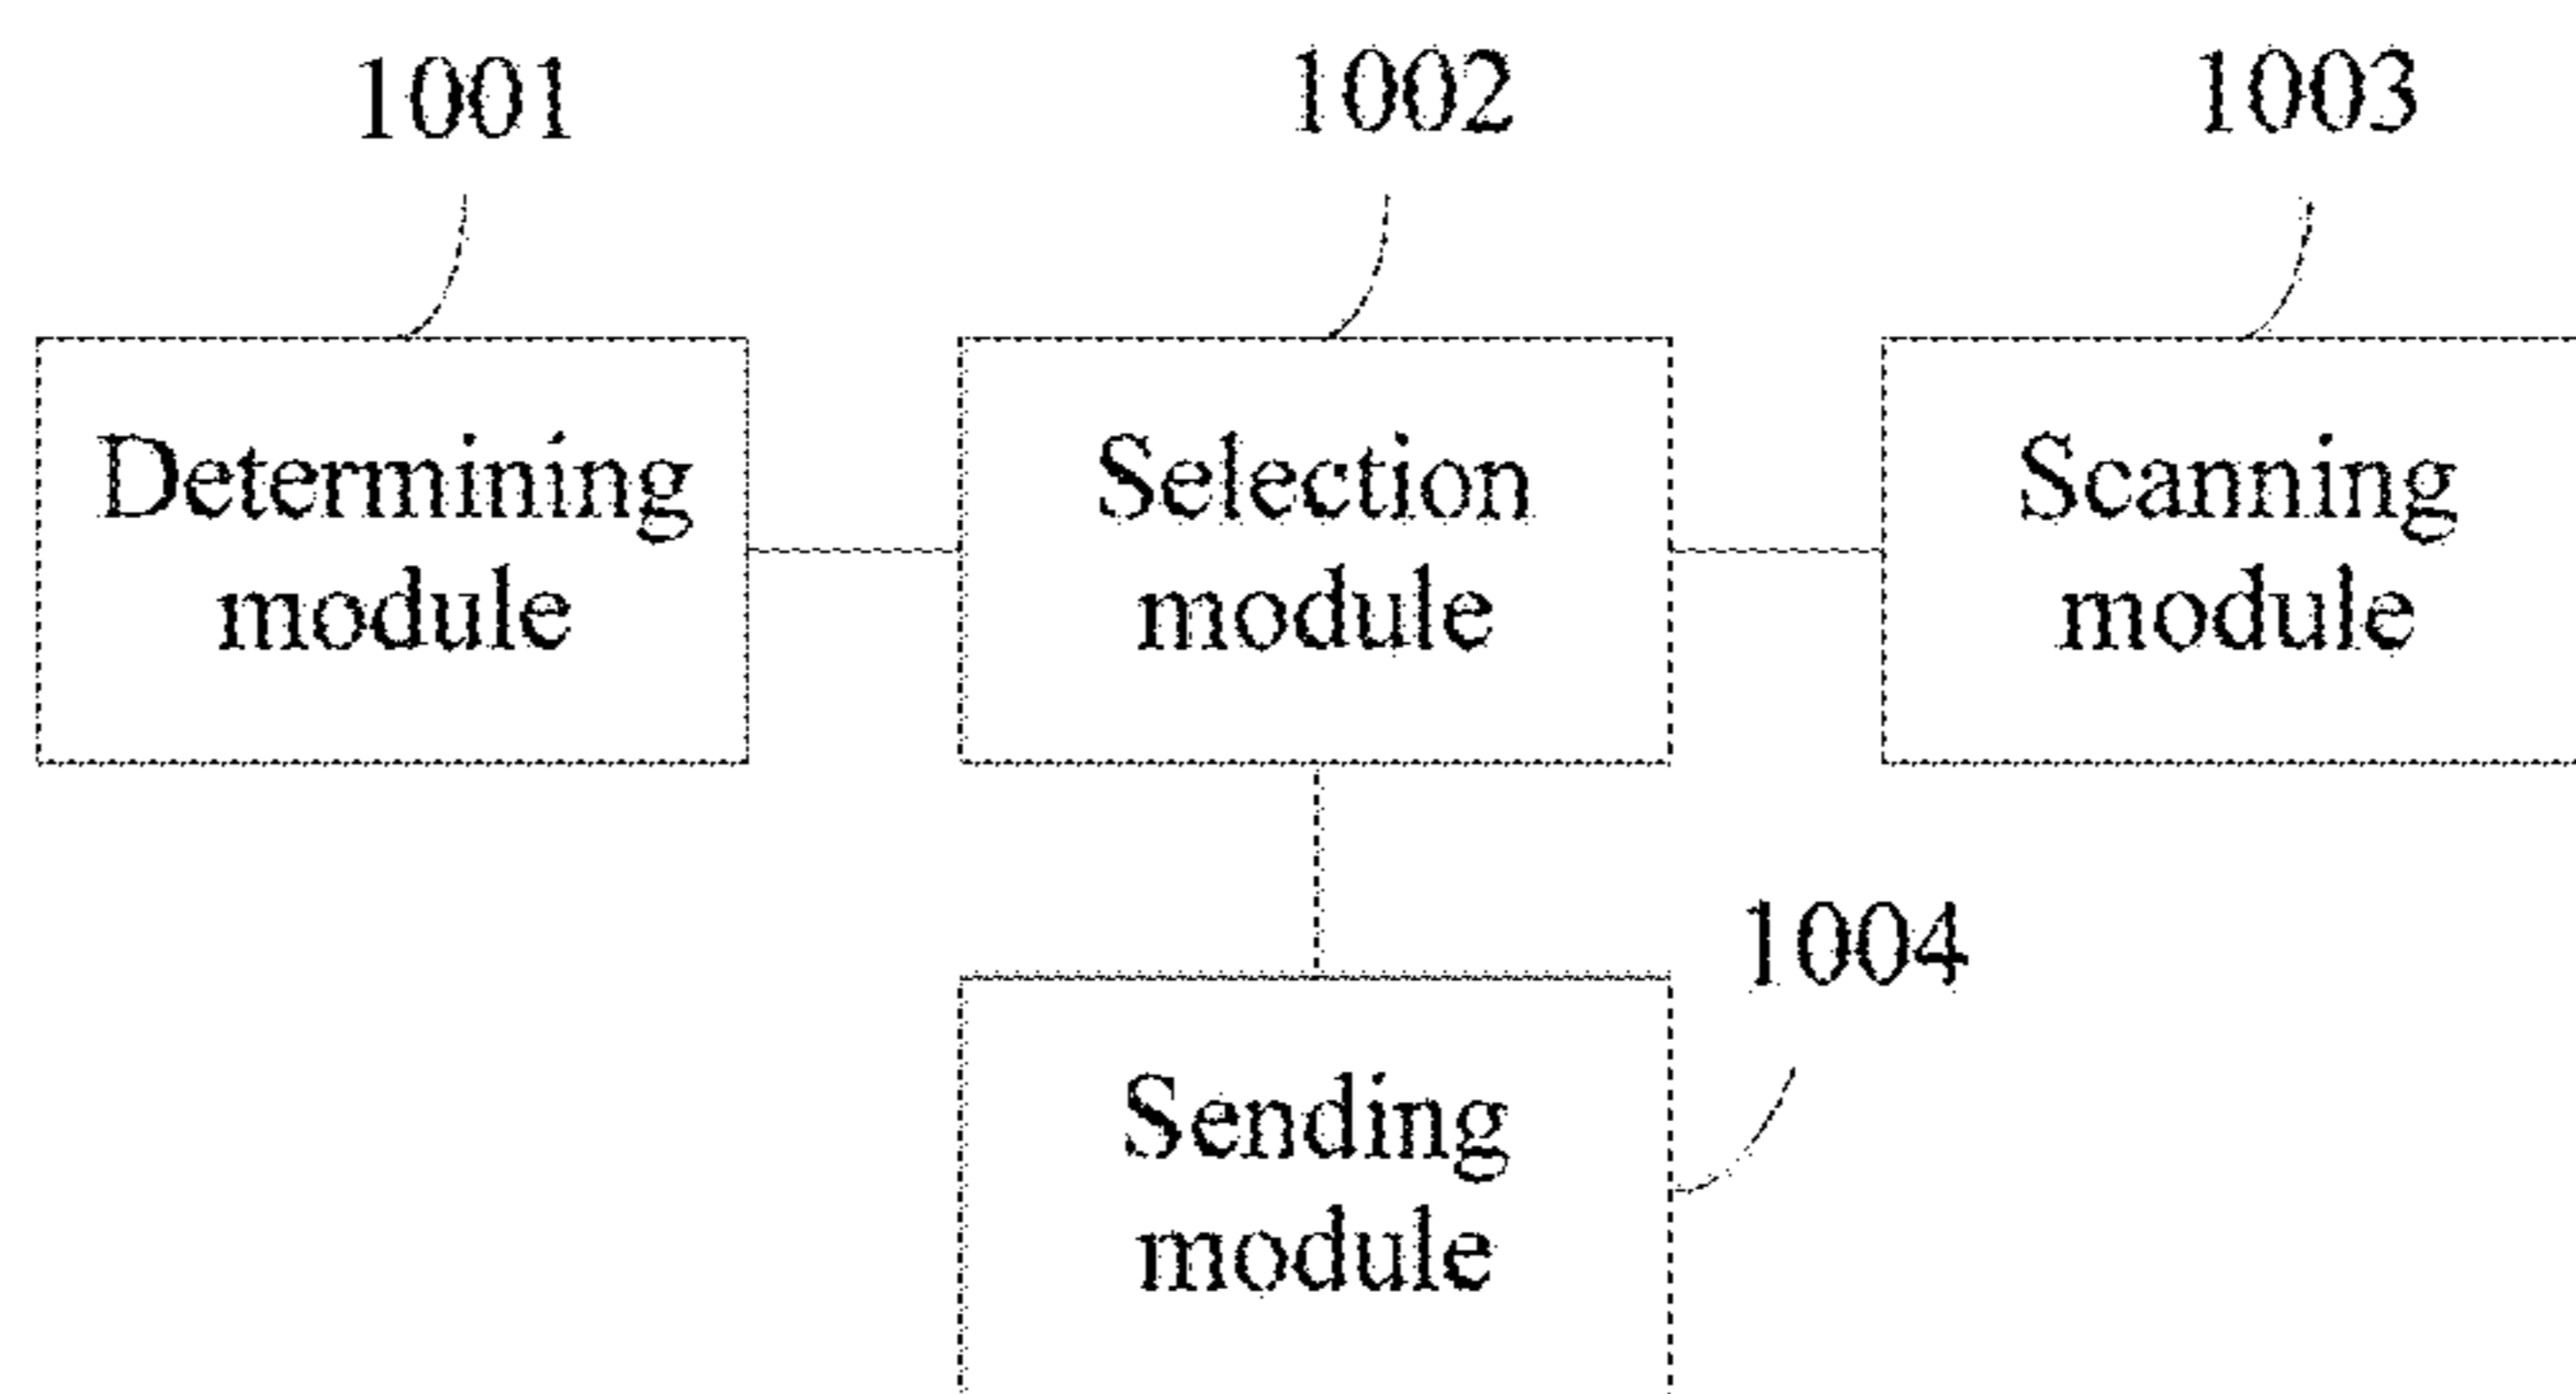 1001
1002
1003
Determining
module
Selection
module
Scanning
module
1004
Sending
module